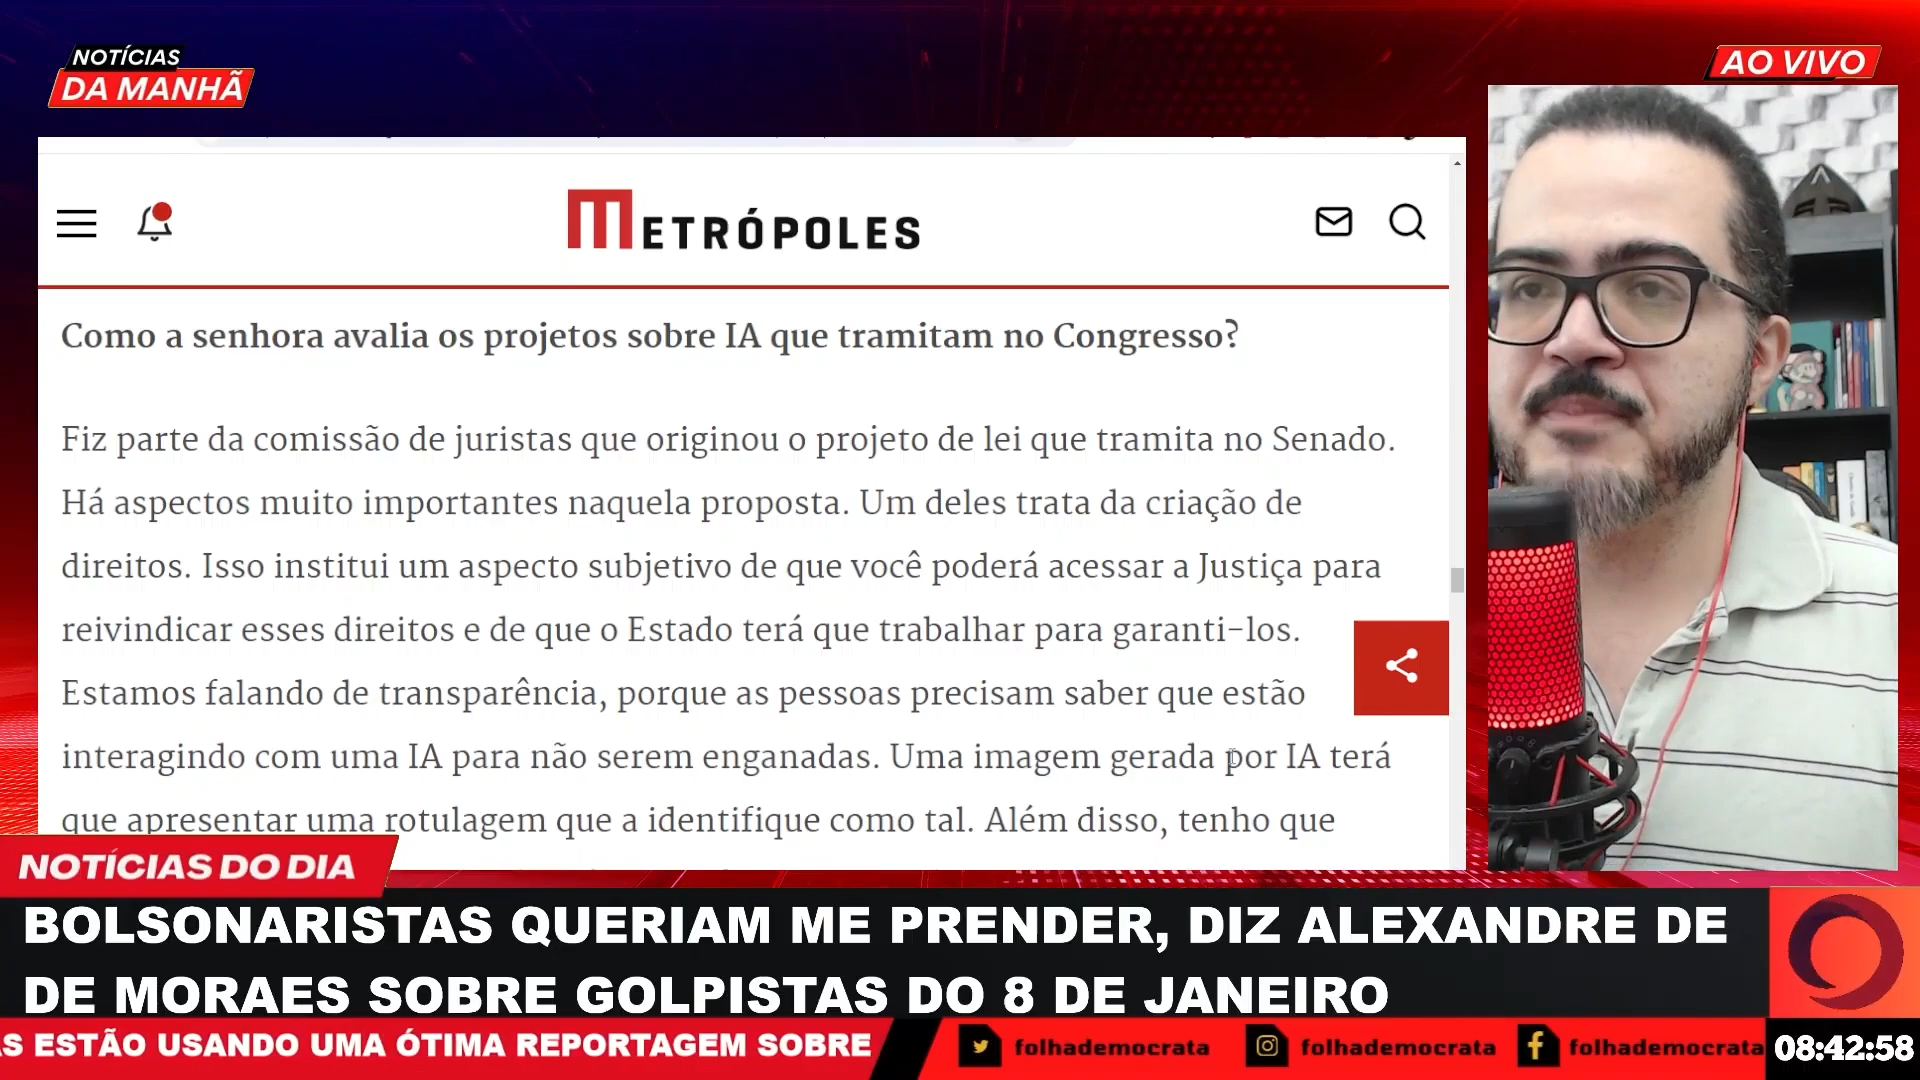 NOTÍCIAS
DA MANHÃ
AO VIVO
METRÓPOLES
Como a senhora avalia os projetos sobre IA que tramitam no Congresso?
Fiz parte da comissão de juristas que originou o projeto de lei que tramita no Senado.
Há aspectos muito importantes naquela proposta. Um deles trata da criação de
direitos. Isso institui um aspecto subjetivo de que você poderá acessar a Justiça para
reivindicar esses direitos e de que o Estado terá que trabalhar para garanti-los.
Estamos falando de transparência, porque as pessoas precisam saber que estão
interagindo com uma IA para não serem enganadas. Uma imagem gerada por IA terá
que apresentar uma rotulagem que a identifique como tal. Além disso, tenho que
NOTÍCIAS DO DIA
BOLSONARISTAS QUERIAM ME PRENDER, DIZ ALEXANDRE DE
DE MORAES SOBRE GOLPISTAS DO 8 DE JANEIRO
ESTÃO USANDO UMA ÓTIMA REPORTAGEM SOBRE
folhademocrata
folhademocrata
folhademocrata
08:42:58